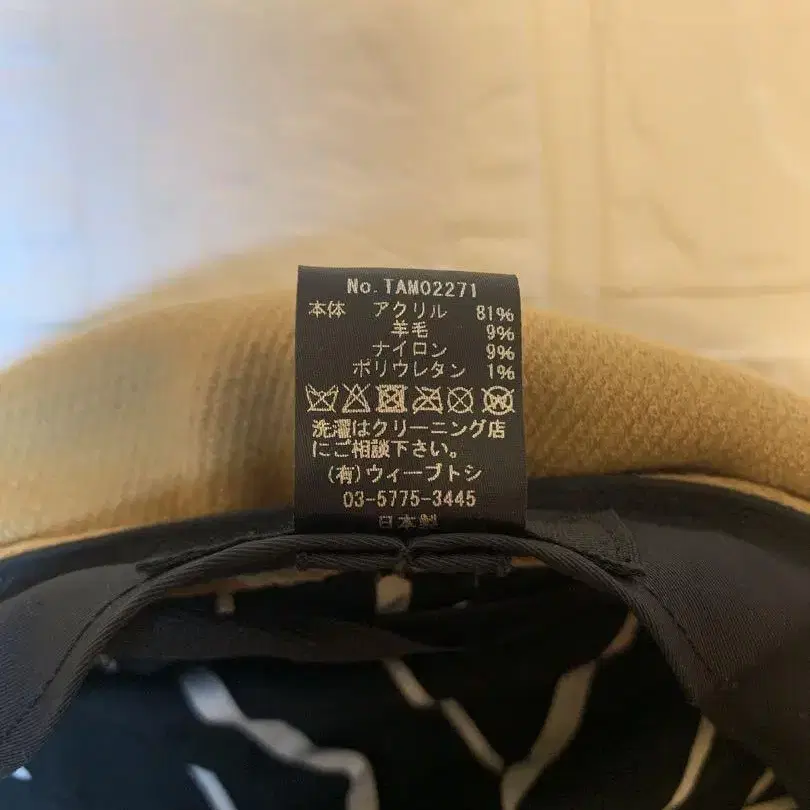 No.TAM02271
本体 アクリル 81%
羊毛 9%
ナイロン 9%
ポリウレタン 1%
洗濯はクリーニング店
にご相談下さい。
(有)ウィーブトシ
03-5775-3445
日本製